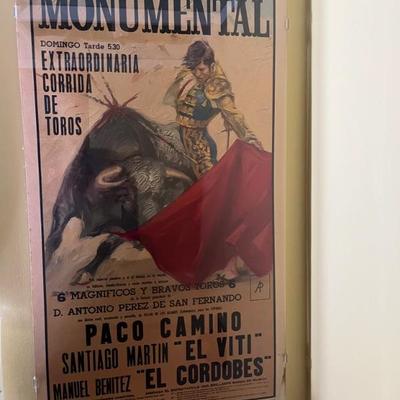 MONUMENTAL
DOMINGO Tarde 5.30
EXTRAORDINARIA
CORRIDA
DE
TOROS
6 MAGNIFICOS Y BRAVOS TOROS 6
D. ANTONIO PEREZ DE SAN FERNANDO
PACO CAMINO
SANTIAGO MARTIN "EL VITI"
MANUEL BENITEZ "EL CORDOBES"